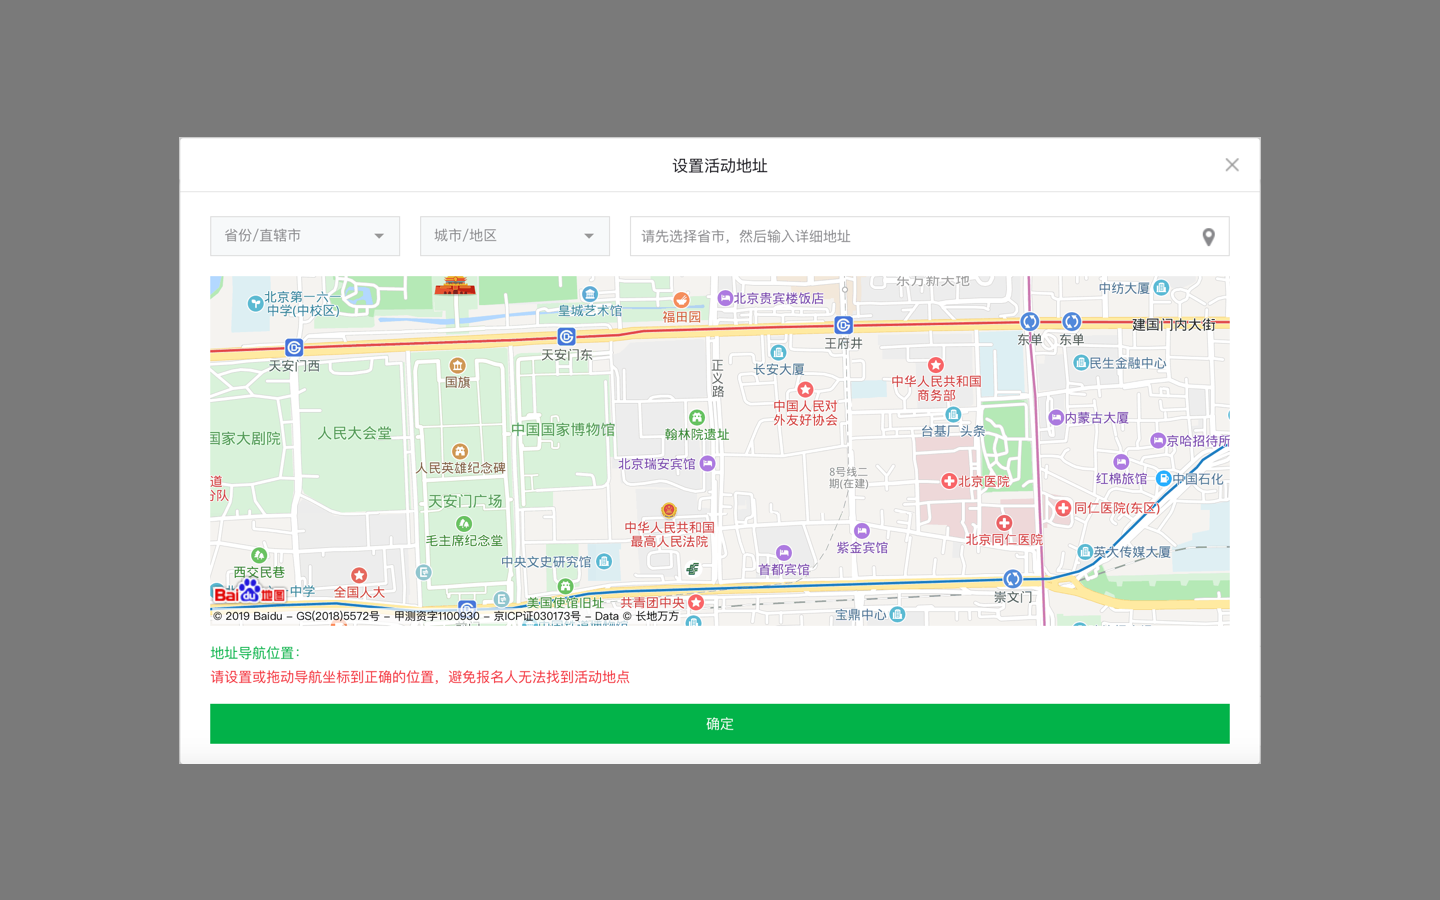 设置活动地址
省份/直辖市
城市/地区
请先选择省市，然后输入详细地址
东方新天地
中纺大厦
北京第一六一
中学(中校区)
皇城艺术馆
福田园
北京贵宾楼饭店
建国门内大街
王府井
东单
东单
天安门东
天安门西
国旗
正义路
长安大厦
民生金融中心
中华人民共和国
商务部
中国人民对
外友好协会
内蒙古大厦
台基厂头条
国家大剧院
人民大会堂
中国国家博物馆
翰林院遗址
京哈招待所
人民英雄纪念碑
北京瑞安宾馆
8号线二
期(在建)
红棉旅馆
中国石化
北京医院
道
分队
天安门广场
同仁医院(东区)
中华人民共和国
最高人民法院
毛主席纪念堂
紫金宾馆
北京同仁医院
英大传媒大厦
中央文史研究馆
首都宾馆
西交民巷
中学
全国人大
美国使馆旧址
共青团中央
崇文门
宝鼎中心
Bai du 地图
© 2019 Baidu - GS(2018)5572号 - 甲测资字1100930 - 京ICP证030173号 - Data © 长地万方
地址导航位置：
请设置或拖动导航坐标到正确的位置，避免报名人无法找到活动地点
确定